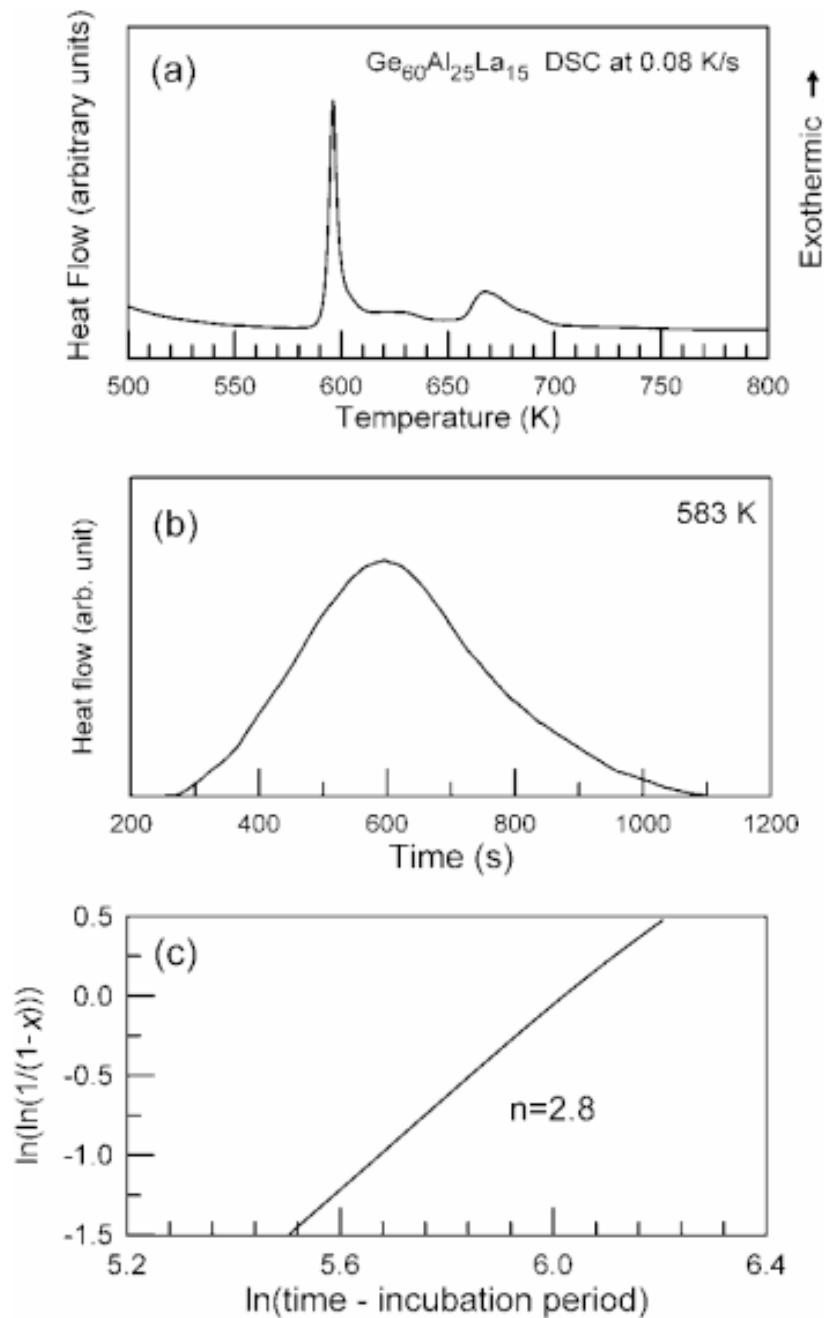 (a)
Ge60Al25La15 DSC at 0.08 K/s
Heat Flow (arbitrary units)
Exothermic →
500 550 600 650 700 750 800
Temperature (K)
(b)
583 K
Heat flow (arb. unit)
200 400 600 800 1000 1200
Time (s)
(c)
0.5
0.0
-0.5
-1.0
-1.5
ln(ln(1/(1-x)))
n=2.8
5.2 5.6 6.0 6.4
ln(time - incubation period)